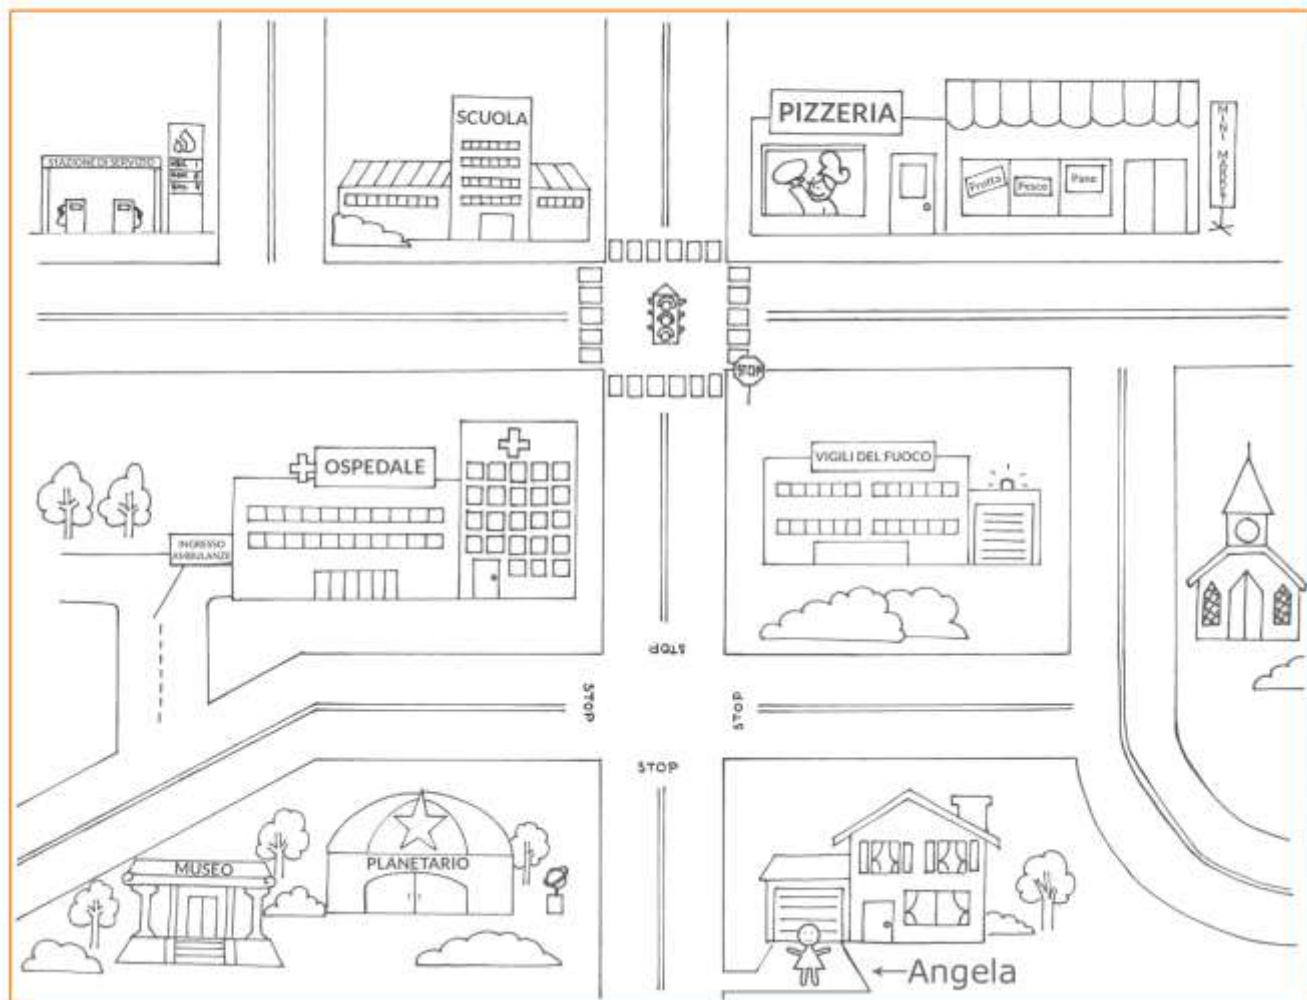 SCUOLA
PIZZERIA
STAZIONE DI SERVIZIO
MINI MARKET
Frutta
Pesce
Pane
STOP
OSPEDALE
VIGILI DEL FUOCO
INGRESSO
AMBULANZE
STOP
STOP
STOP
STOP
MUSEO
PLANETARIO
Angela